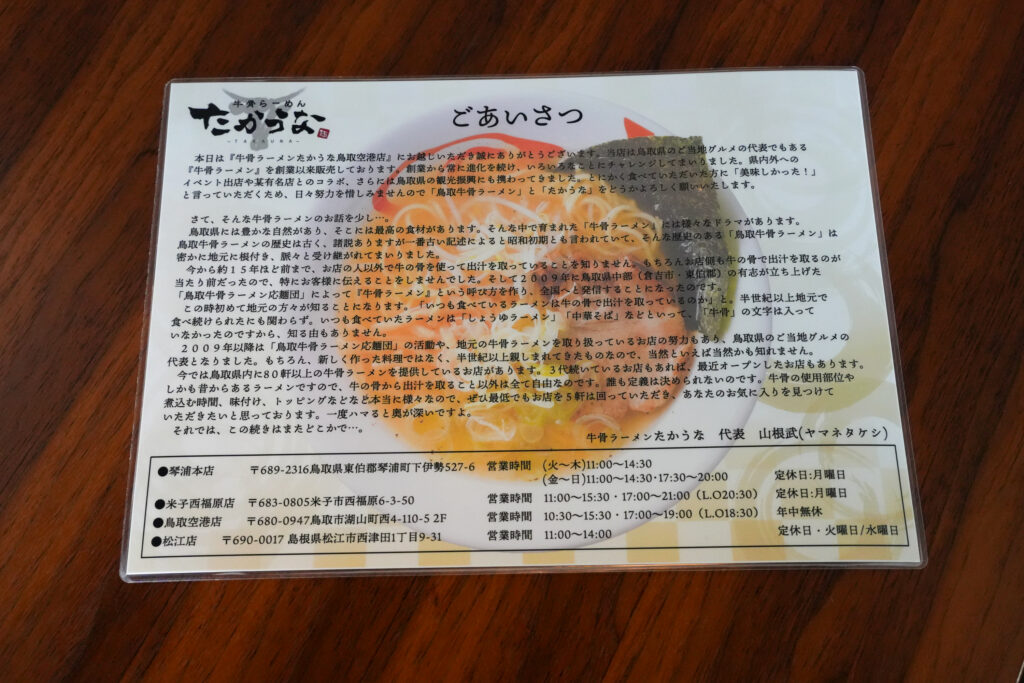 牛骨らーめん
たかうな
-TAKAUNA-
ごあいさつ
本日は『牛骨ラーメンたかうな鳥取空港店』にお越しいただき誠にありがとうございます。当店は鳥取県のご当地グルメの代表でもある
『牛骨ラーメン』を創業以来販売しております。創業から常に進化を続け、いろいろなことにチャレンジしてまいりました。県内外への
イベント出店や某有名店とのコラボ、さらには鳥取県の観光振興にも携わってきました。とにかく食べていただいた方に「美味しかった!」
と言っていただくため、日々努力を惜しみませんので「鳥取牛骨ラーメン」と「たかうな」をどうかよろしく願いいたします。
さて、そんな牛骨ラーメンのお話を少し…。
鳥取県には豊かな自然があり、そこには最高の食材があります。そんな中で育まれた「牛骨ラーメン」には様々なドラマがあります。
鳥取牛骨ラーメンの歴史は古く、諸説ありますが一番古い記述によると昭和初期とも言われていて、そんな歴史のある「鳥取牛骨ラーメン」は
密かに地元に根付き、脈々と受け継がれてまいりました。
今から約15年ほど前まで、お店の人以外で牛の骨を使って出汁を取っていることを知りません。もちろんお店側も牛の骨で出汁を取るのが
当たり前だったので、特にお客様に伝えることをしませんでした。そして2009年に鳥取県中部(倉吉市・東伯郡)の有志が立ち上げた
「鳥取牛骨ラーメン応麺団」によって『牛骨ラーメン』という呼び方を作り、全国へと発信することになったのです。
この時初めて地元の方々が知ることになります。「いつも食べているラーメンは牛の骨で出汁を取っているのか」と。半世紀以上地元で
食べ続けられたにも関わらず。いつも食べていたラーメンは「しょうゆラーメン」「中華そば」などといって、「牛骨」の文字は入って
いなかったのですから、知る由もありません。
2009年以降は「鳥取牛骨ラーメン応麺団」の活動や、地元の牛骨ラーメンを取り扱っているお店の努力もあり、鳥取県のご当地グルメの
代表となりました。もちろん、新しく作った料理ではなく、半世紀以上親しまれてきたものなので、当然といえば当然かも知れません。
今では鳥取県内に80軒以上の牛骨ラーメンを提供しているお店があります。3代続いているお店もあれば、最近オープンしたお店もあります。
しかも昔からあるラーメンですので、牛の骨から出汁を取ること以外は全て自由なのです。誰も定義は決められないのです。牛骨の使用部位や
煮込む時間、味付け、トッピングなどなど本当に様々なので、ぜひ最低でもお店を5軒は回っていただき、あなたのお気に入りを見つけて
いただきたいと思っております。一度ハマると奥が深いですよ。
それでは、この続きはまたどこかで…。
牛骨ラーメンたかうな 代表 山根武(ヤマネタケシ)
●琴浦本店 〒689-2316鳥取県東伯郡琴浦町下伊勢527-6 営業時間 (火〜木)11:00〜14:30
(金〜日)11:00〜14:30・17:30〜20:00 定休日:月曜日
●米子西福原店 〒683-0805米子市西福原6-3-50 営業時間 11:00〜15:30・17:00〜21:00(L.O20:30) 定休日:月曜日
●鳥取空港店 〒680-0947鳥取市湖山町西4-110-5 2F 営業時間 10:30〜15:30・17:00〜19:00(L.O18:30) 年中無休
●松江店 〒690-0017 島根県松江市西津田1丁目9-31 営業時間 11:00〜14:00 定休日・火曜日/水曜日